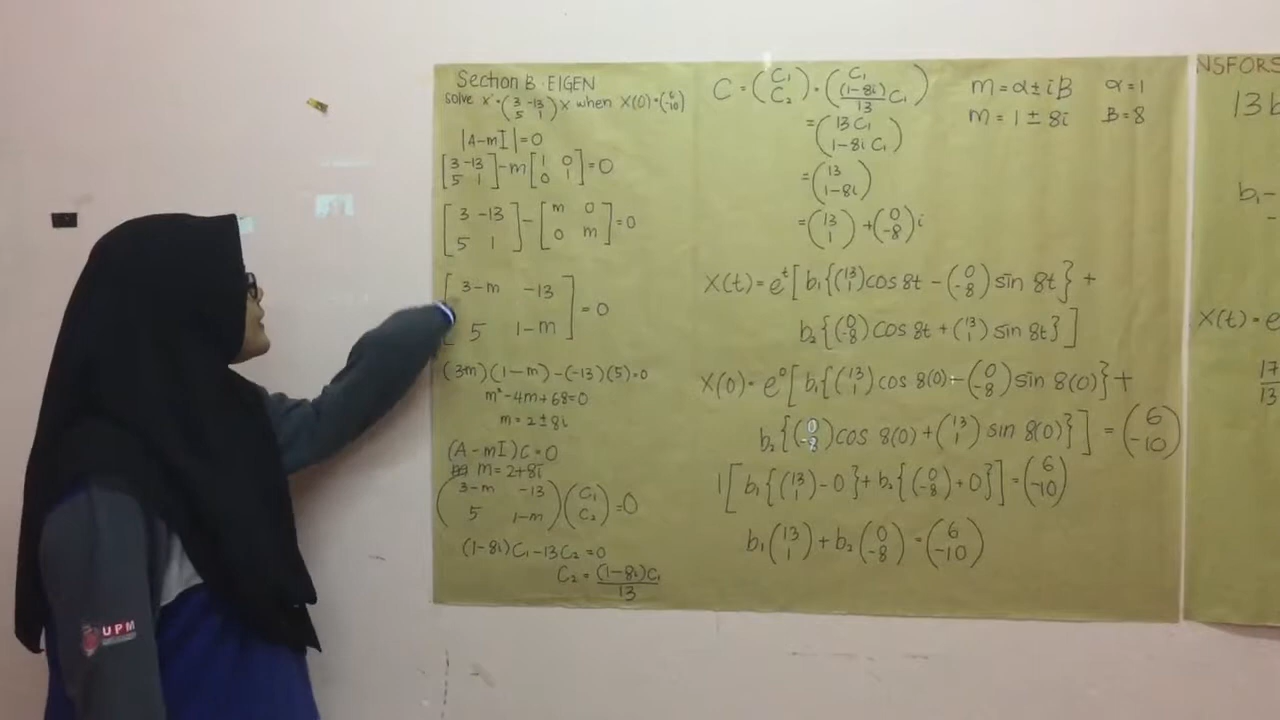 Section B - EIGEN
solve X' = (3 -13
5 1) X when X(0) = (6
-10)
|A-mI| = 0
[3 -13
5 1] - m [1 0
0 1] = 0
[3 -13
5 1] - [m 0
0 m] = 0
[3-m -13
5 1-m] = 0
(3m)(1-m) - (-13)(5) = 0
m² - 4m + 68 = 0
m = 2 ± 8i
(A-mI)C = 0
m = 2+8i
(3-m -13
5 1-m) (C₁
C₂) = 0
(1-8i)C₁ - 13C₂ = 0
C₂ = (1-8i)C₁
13
C = (C₁
C₂) = (C₁
(1-8i)C₁
13)
= (13C₁
1-8i C₁)
= (13
1-8i)
= (13
1) + (0
-8) i
m = α ± iB α = 1
m = 1 ± 8i B = 8
X(t) = eᵗ [b₁{(13
1) cos 8t - (0
-8) sin 8t} +
b₂{(0
-8) cos 8t + (13
1) sin 8t}]
X(0) = e⁰ [b₁{(13
1) cos 8(0) - (0
-8) sin 8(0)} +
b₂{(0
-8) cos 8(0) + (13
1) sin 8(0)}] = (6
-10)
1[b₁{(13
1) - 0} + b₂{(0
-8) + 0}] = (6
-10)
b₁(13
1) + b₂(0
-8) = (6
-10)
NSFORS
13b
b₁ -
X(t) = e
17
13
UPM